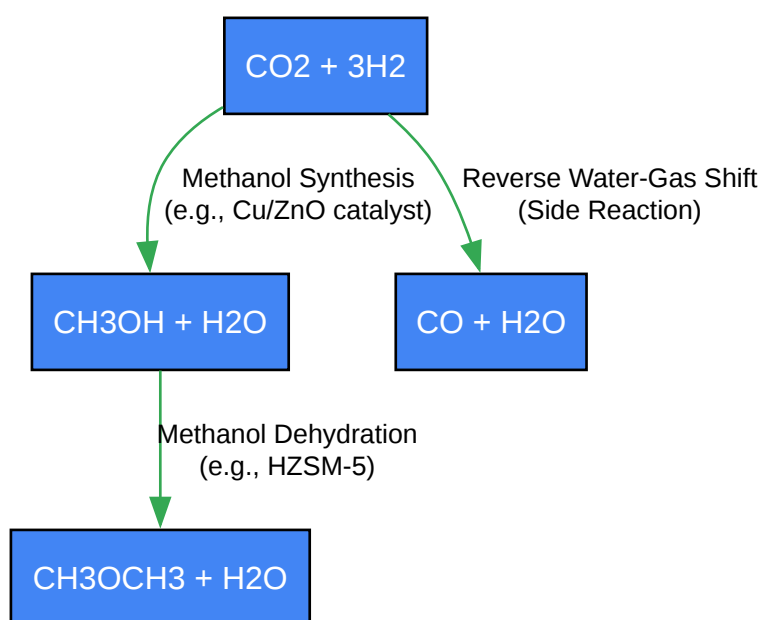 CO2 + 3H2
Methanol Synthesis
(e.g., Cu/ZnO catalyst)
Reverse Water-Gas Shift
(Side Reaction)
CH3OH + H2O
CO + H2O
Methanol Dehydration
(e.g., HZSM-5)
CH3OCH3 + H2O